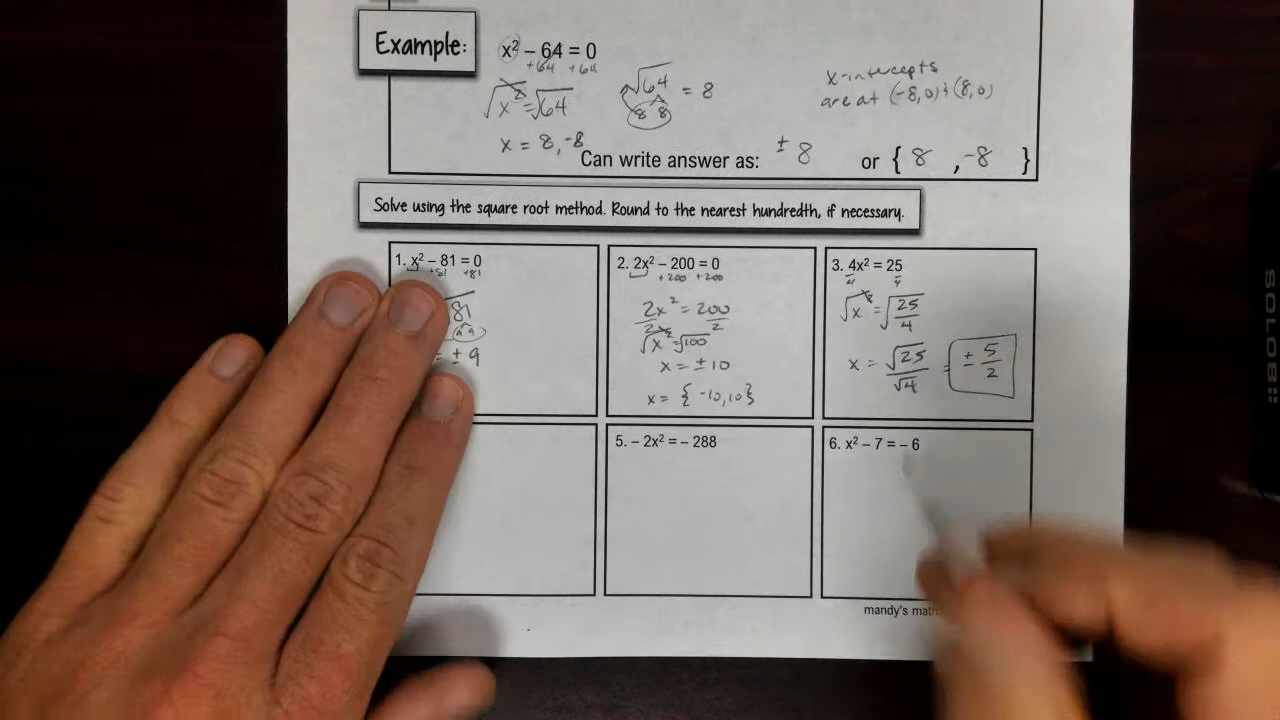 Example:
x² – 64 = 0
+64 +64
√x² = √64
√64 = 8
8 8
x = 8, -8
x-intercepts
are at (-8,0) + (8,0)
Can write answer as: ± 8 or { 8 , -8 }
Solve using the square root method. Round to the nearest hundredth, if necessary.
1. x² – 81 = 0
+81 +81
81
9 9
= ± 9
2. 2x² – 200 = 0
+200 +200
2x² = 200
2 2
√x² = √100
x = ± 10
x = { -10, 10 }
3. 4x² = 25
4 4
√x² = √25/4
x = √25/√4 = ± 5/2
5. – 2x² = – 288
6. x² – 7 = – 6
mandy's math
SOLO8!